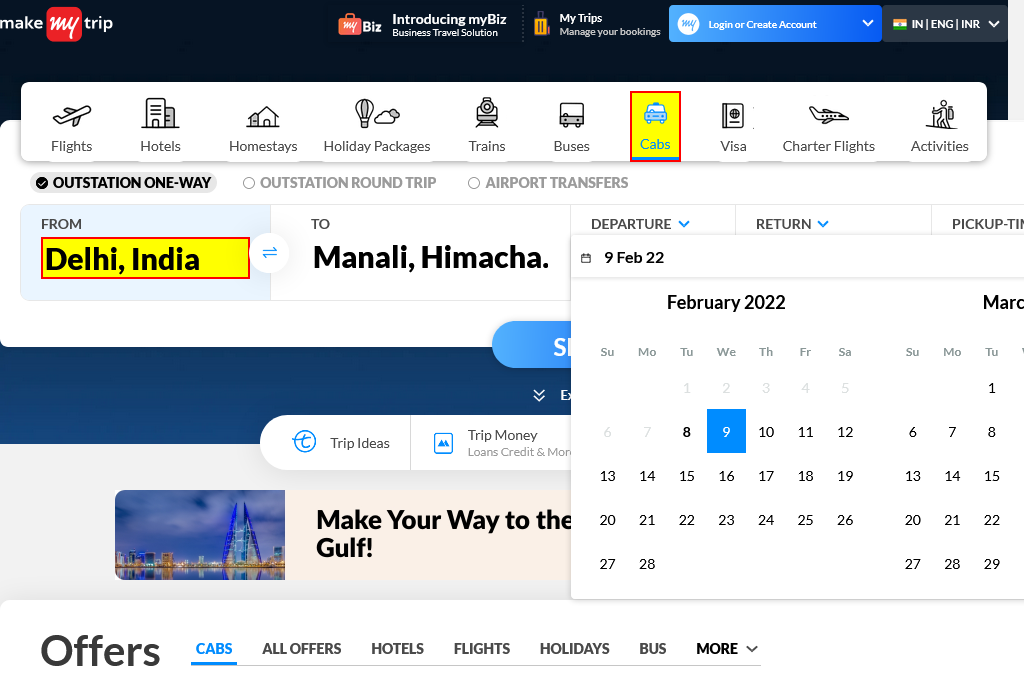 make my trip
my Biz
Introducing myBiz
Business Travel Solution
My Trips
Manage your bookings
my
Login or Create Account
IN | ENG | INR
Flights
Hotels
Homestays
Holiday Packages
Trains
Buses
Cabs
Visa
Charter Flights
Activities
OUTSTATION ONE-WAY
OUTSTATION ROUND TRIP
AIRPORT TRANSFERS
FROM
Delhi, India
TO
Manali, Himacha.
DEPARTURE
RETURN
PICKUP-TIM
9 Feb 22
February 2022
Su Mo Tu We Th Fr Sa
1 2 3 4 5
6 7 8 9 10 11 12
13 14 15 16 17 18 19
20 21 22 23 24 25 26
27 28
Marc
Su Mo Tu
1
6 7 8
13 14 15
20 21 22
27 28 29
Ex
Trip Ideas
Trip Money
Loans Credit & More
Make Your Way to the
Gulf!
Offers
CABS
ALL OFFERS
HOTELS
FLIGHTS
HOLIDAYS
BUS
MORE